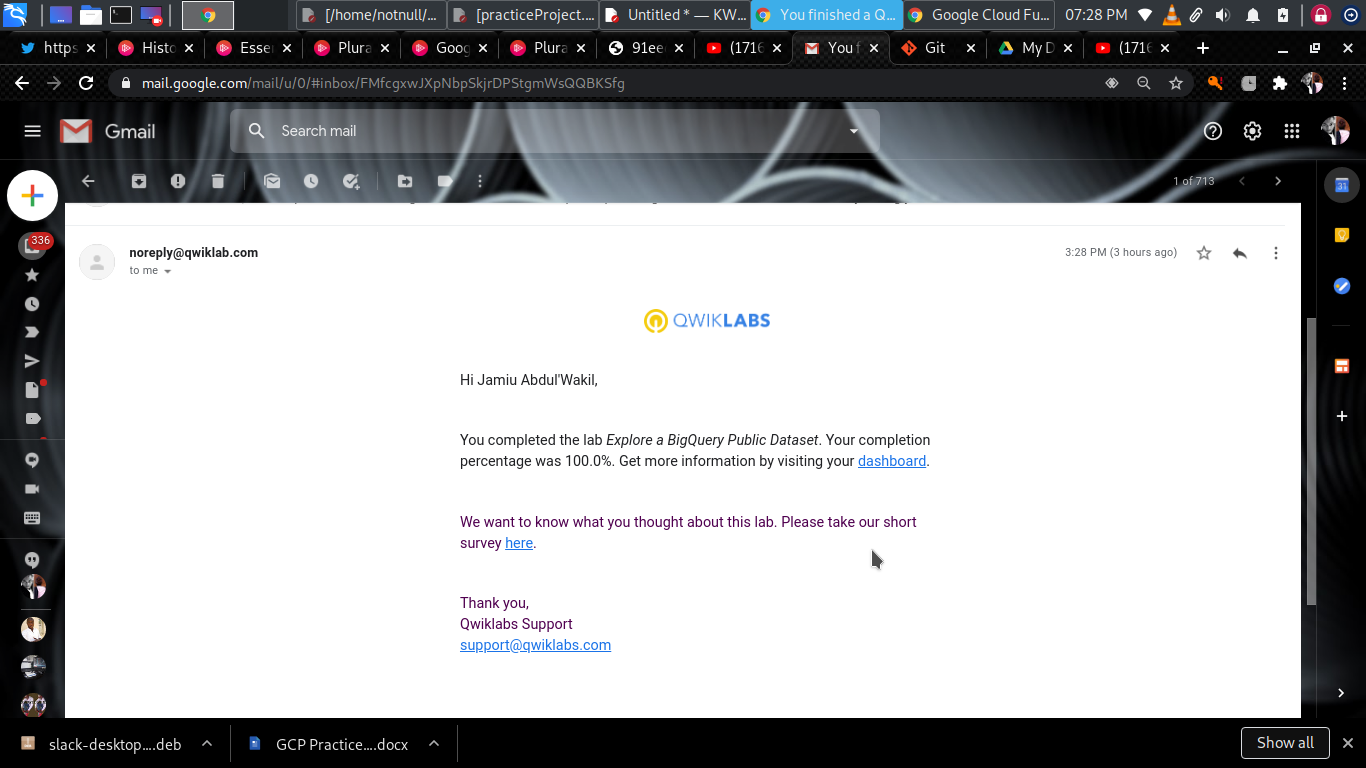 [/home/notnull/... [practiceProject.... Untitled * — KW... You finished a Q... Google Cloud Fu... 07:28 PM
https Histo Esse Plura Goog Plura 91ee (1716 You f Git My D (1716
mail.google.com/mail/u/0/#inbox/FMfcgxwJXpNbpSkjrDPStgmWsQQBKSfg
Gmail Search mail
1 of 713
336
noreply@qwiklab.com 3:28 PM (3 hours ago)
to me
QWIKLABS
Hi Jamiu Abdul'Wakil,
You completed the lab Explore a BigQuery Public Dataset. Your completion
percentage was 100.0%. Get more information by visiting your dashboard.
We want to know what you thought about this lab. Please take our short
survey here.
Thank you,
Qwiklabs Support
support@qwiklabs.com
slack-desktop....deb GCP Practice....docx Show all